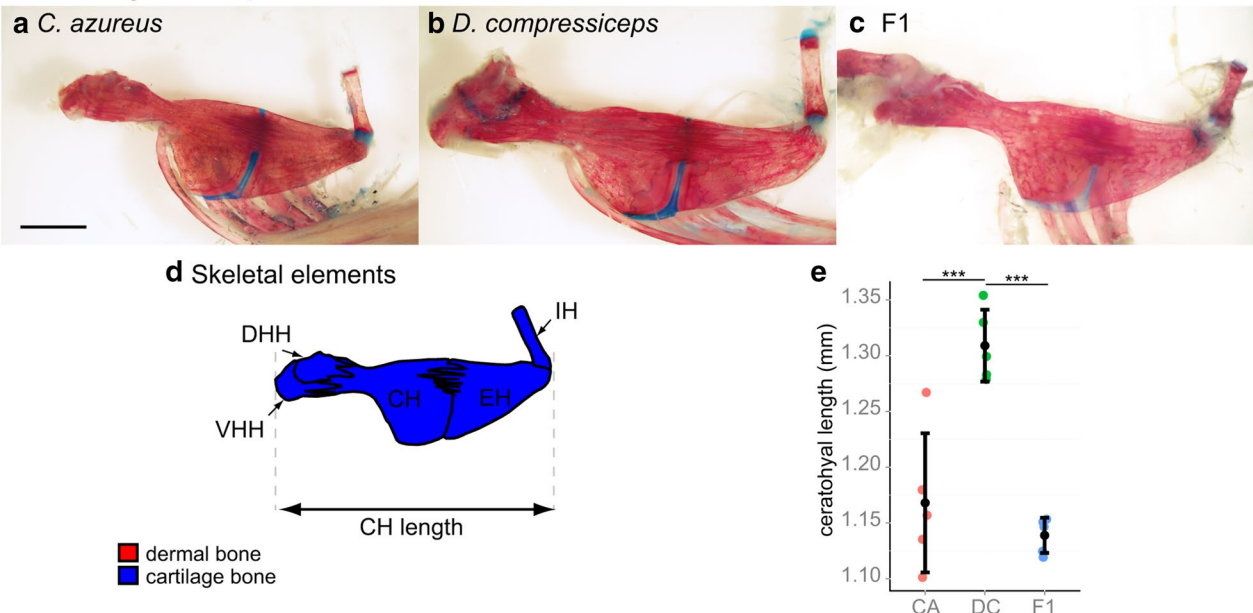 a C. azureus
b D. compressiceps
c F1
d Skeletal elements
DHH
IH
CH
EH
VHH
CH length
dermal bone
cartilage bone
e
***
***
ceratohyal length (mm)
1.35
1.30
1.25
1.20
1.15
1.10
CA
DC
F1